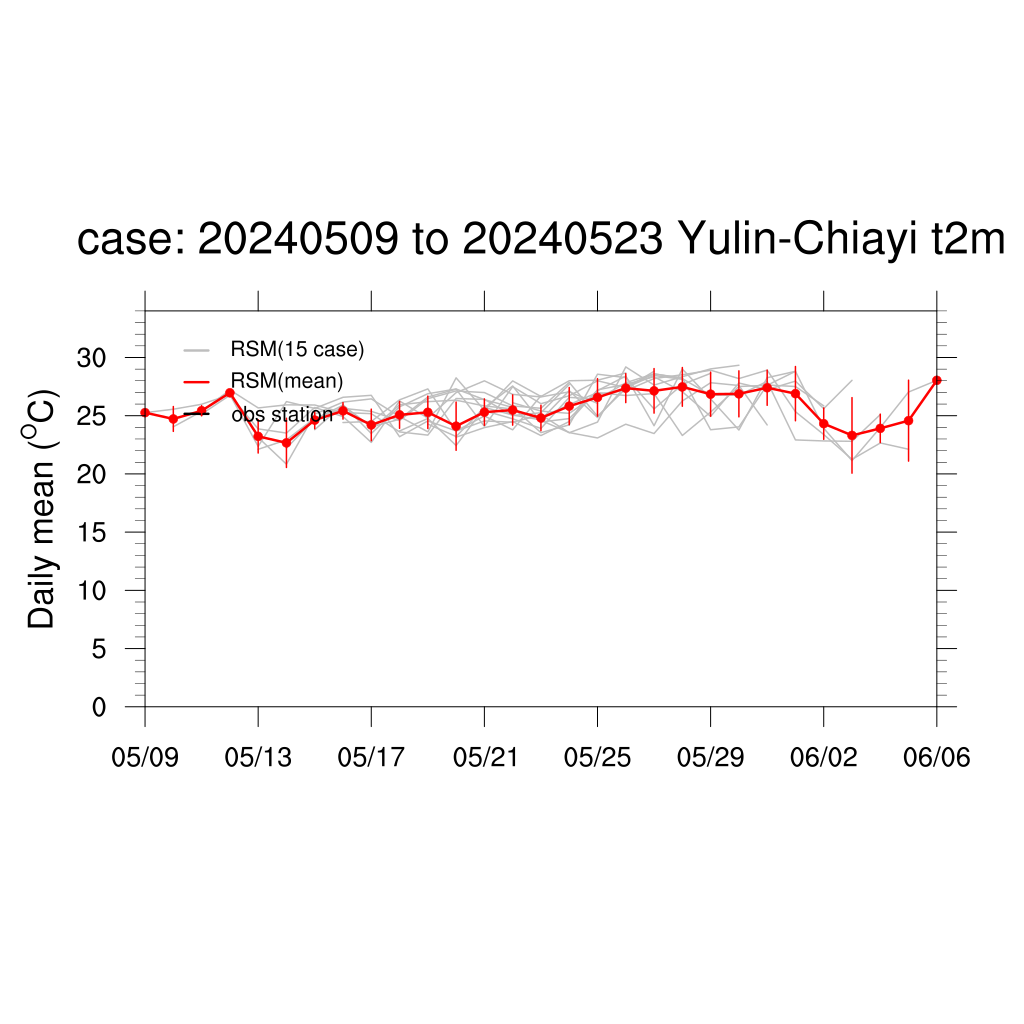 case: 20240509 to 20240523 Yulin-Chiayi t2m
RSM(15 case)
RSM(mean)
obs station
Daily mean (°C)
30
25
20
15
10
5
0
05/09 05/13 05/17 05/21 05/25 05/29 06/02 06/06